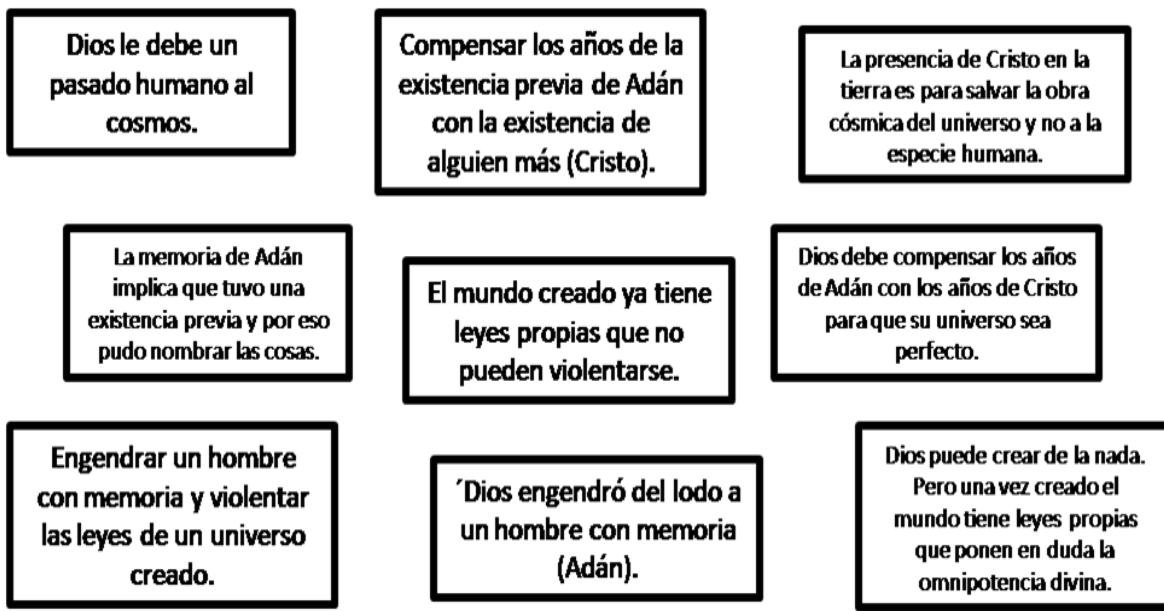 Dios le debe un
pasado humano al
cosmos.
Compensar los años de la
existencia previa de Adán
con la existencia de
alguien más (Cristo).
La presencia de Cristo en la
tierra es para salvar la obra
cósmica del universo y no a la
especie humana.
La memoria de Adán
implica que tuvo una
existencia previa y por eso
pudo nombrar las cosas.
El mundo creado ya tiene
leyes propias que no
pueden violentarse.
Dios debe compensar los años
de Adán con los años de Cristo
para que su universo sea
perfecto.
Engendrar un hombre
con memoria y violentar
las leyes de un universo
creado.
´Dios engendró del lodo a
un hombre con memoria
(Adán).
Dios puede crear de la nada.
Pero una vez creado el
mundo tiene leyes propias
que ponen en duda la
omnipotencia divina.